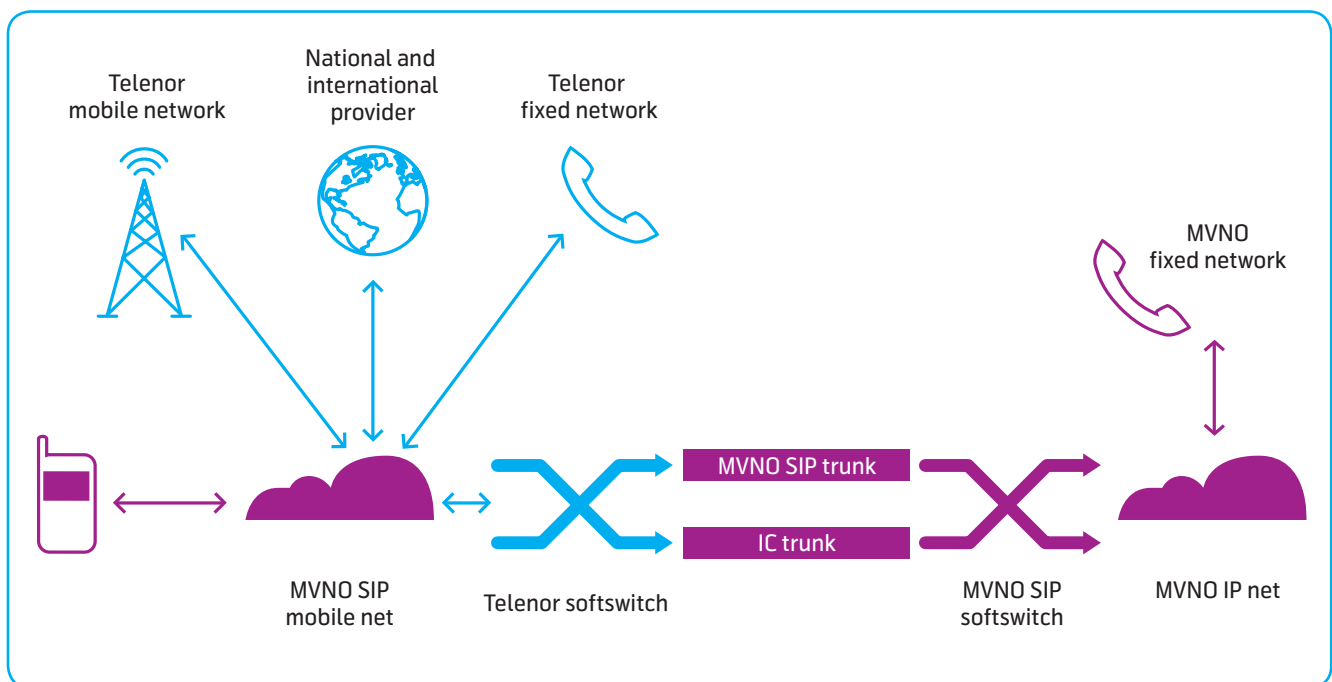 Telenor
mobile network
National and
international
provider
Telenor
fixed network
MVNO
fixed network
MVNO SIP trunk
IC trunk
MVNO SIP
mobile net
Telenor softswitch
MVNO SIP
softswitch
MVNO IP net